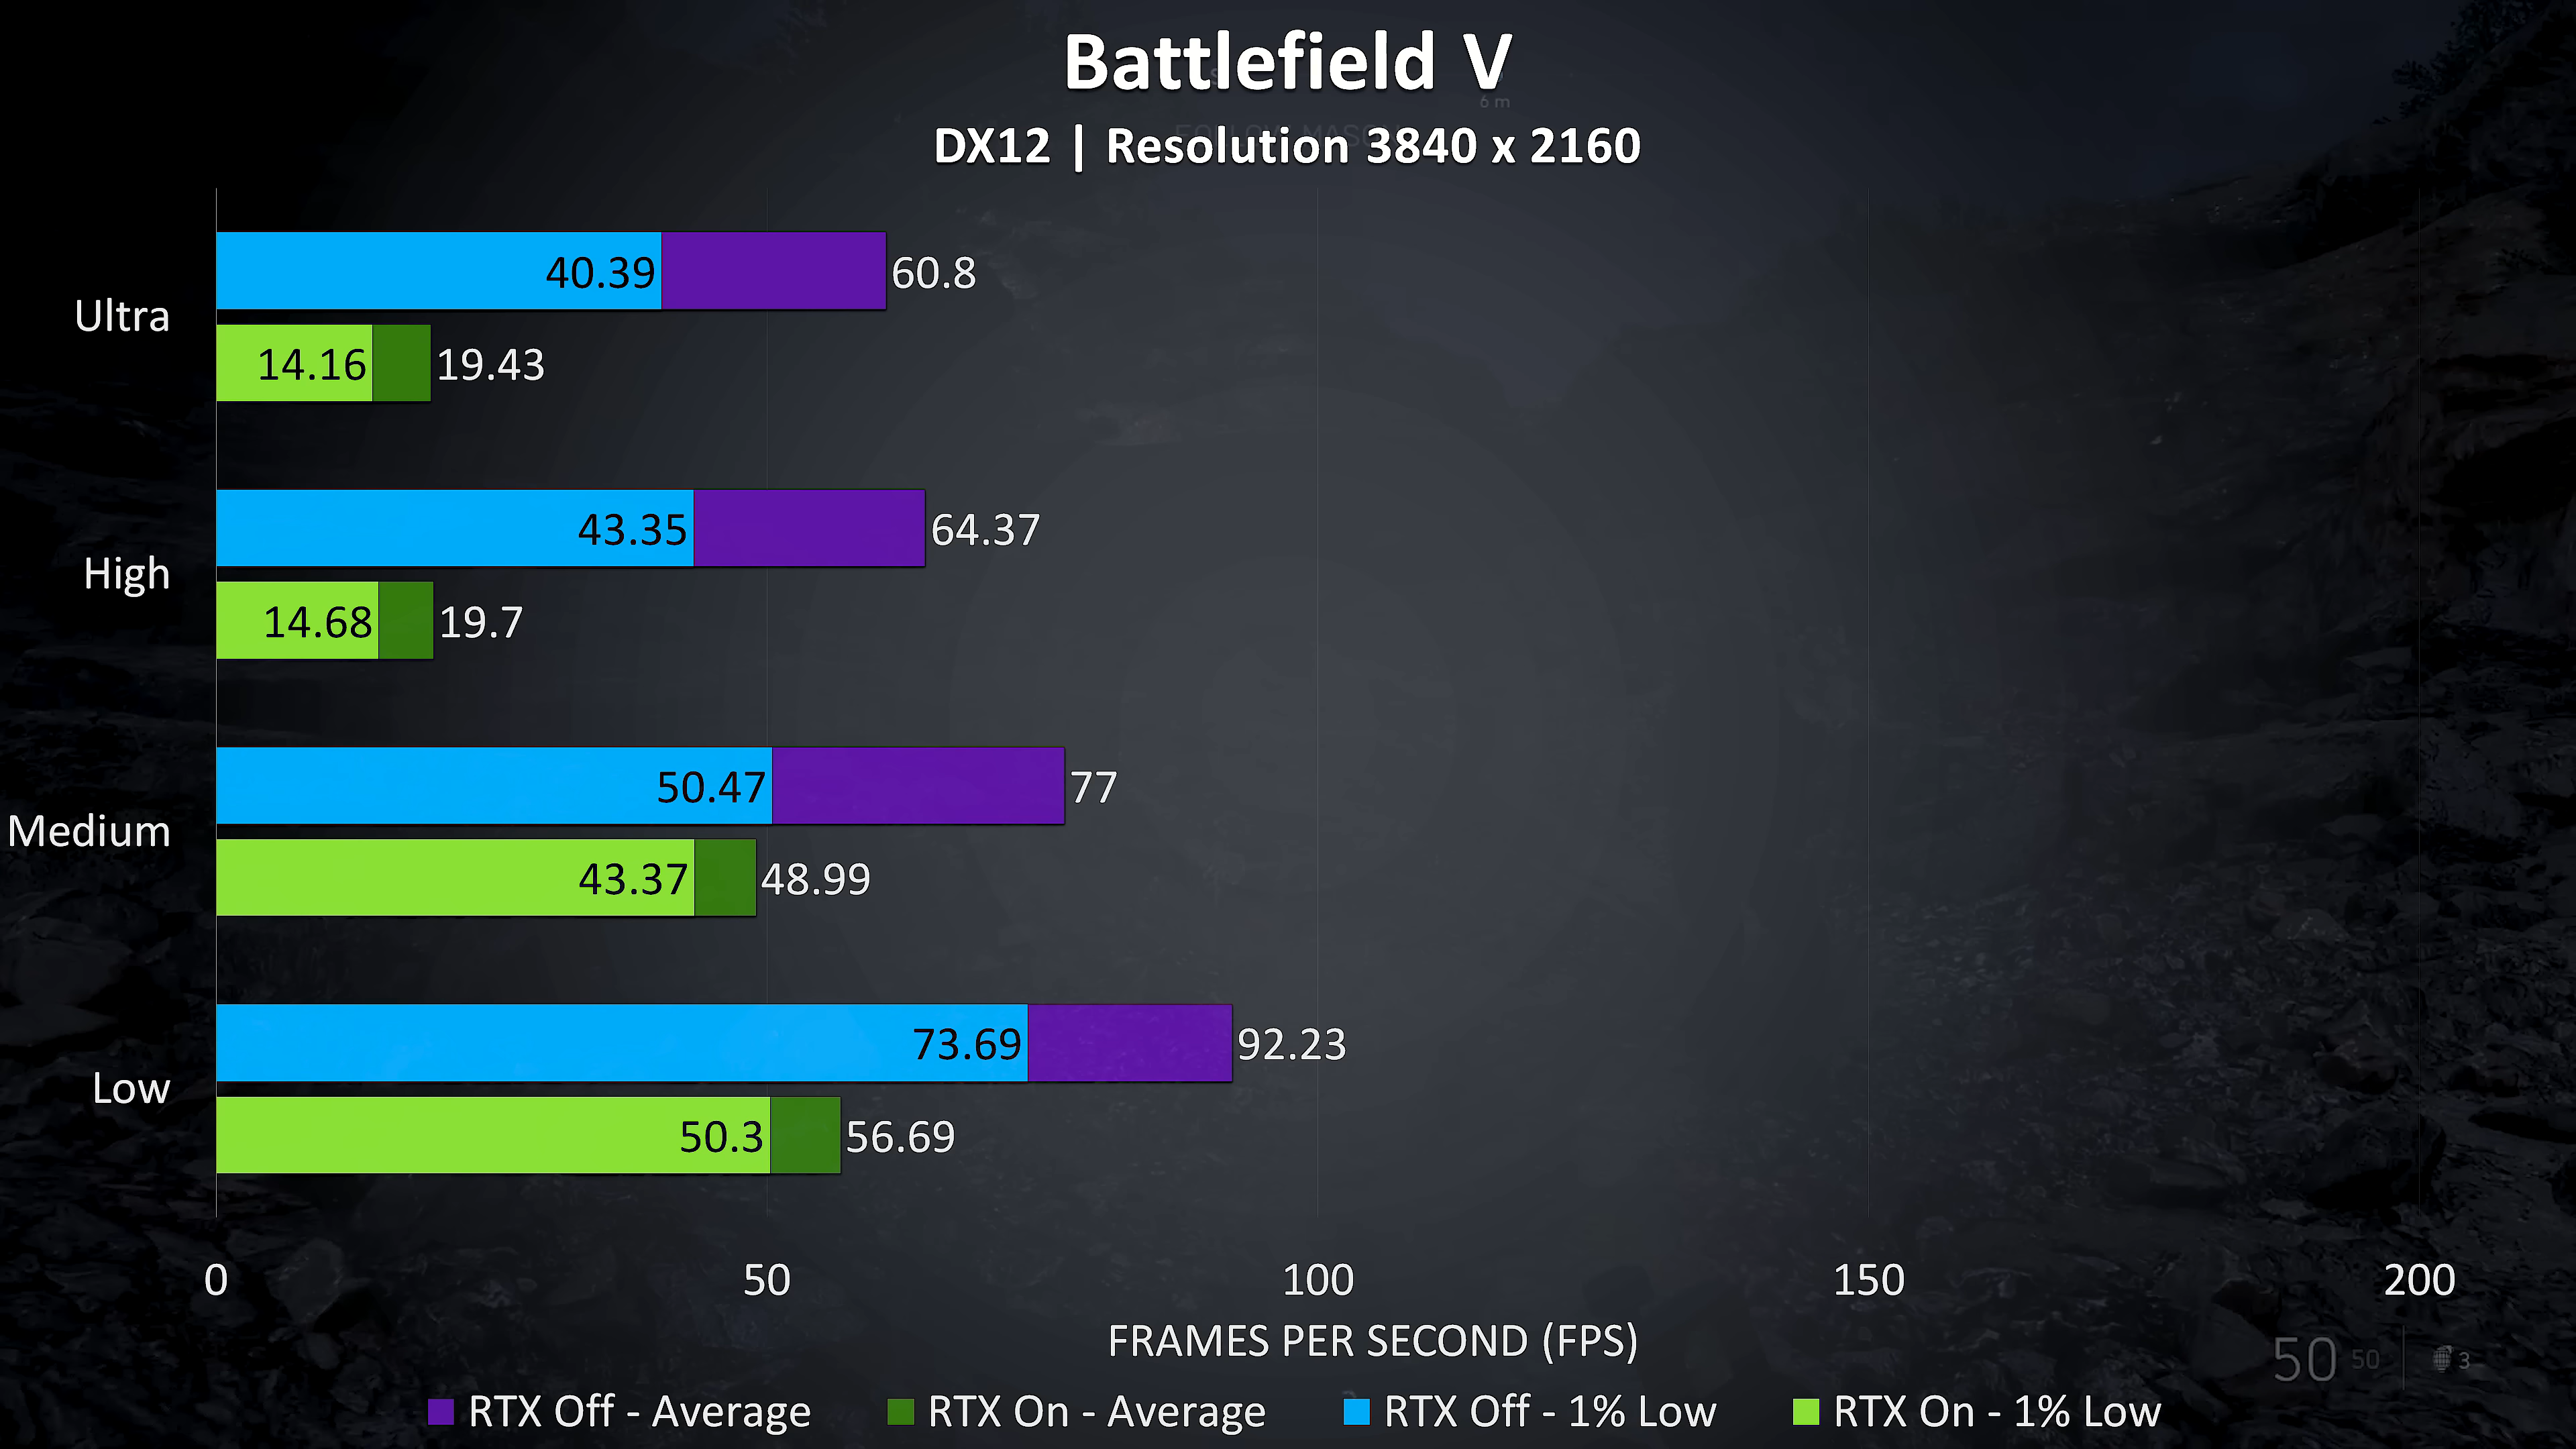 Battlefield V
6 m
DX12 | Resolution 3840 x 2160
40.39 60.8
Ultra
14.16 19.43
43.35 64.37
High
14.68 19.7
50.47 77
Medium
43.37 48.99
73.69 92.23
Low
50.3 56.69
0 50 100 150 200
FRAMES PER SECOND (FPS)
50 50 3
RTX Off - Average RTX On - Average RTX Off - 1% Low RTX On - 1% Low